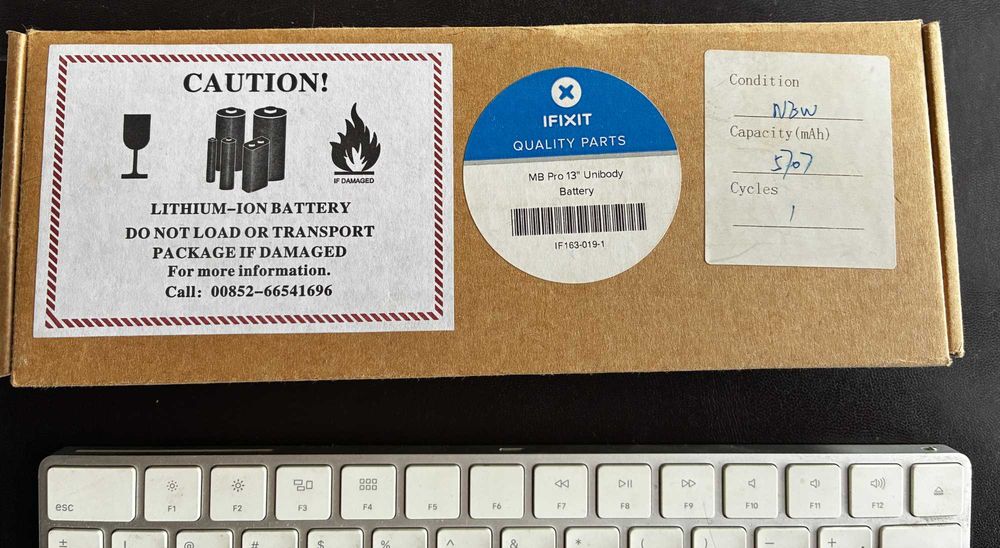 CAUTION!
IF DAMAGED
LITHIUM-ION BATTERY
DO NOT LOAD OR TRANSPORT
PACKAGE IF DAMAGED
For more information.
Call: 00852-66541696
IFIXIT
QUALITY PARTS
MB Pro 13" Unibody
Battery
IF163-019-1
Condition
NEW
Capacity(mAh)
5707
Cycles
1
esc
F1
F2
F3
F4
F5
F6
F7
F8
F9
F10
F11
F12
± ! @ # $ % ^ & * ( ) – +